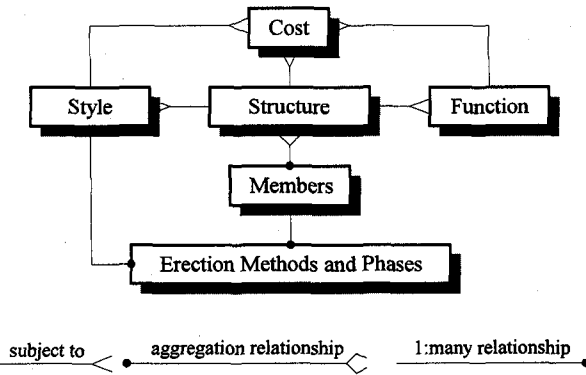 Cost
Style
Structure
Function
Members
Erection Methods and Phases
subject to
aggregation relationship
1:many relationship